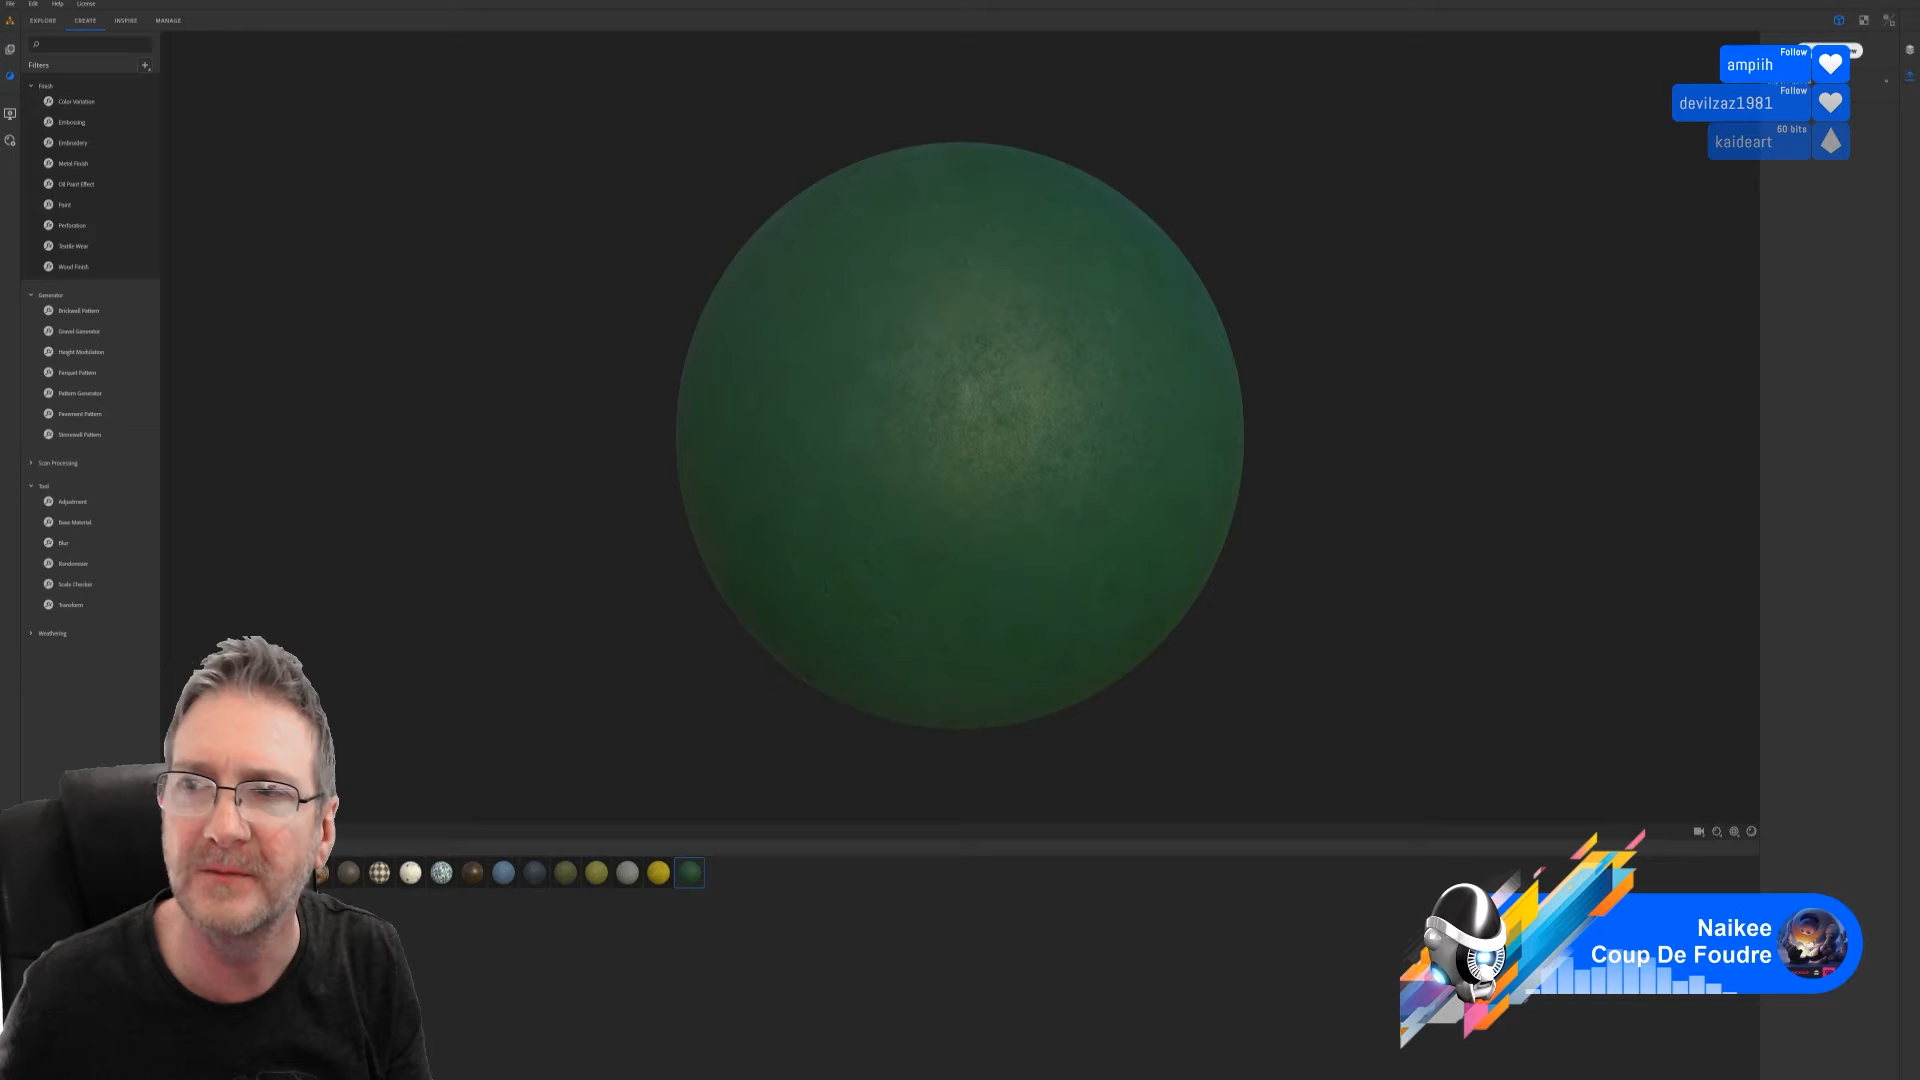 File Edit Help License
EXPLORE CREATE INSPIRE MANAGE
Filters
Finish
Color Variation
Embossing
Embroidery
Metal Finish
Oil Paint Effect
Paint
Perforation
Textile Wear
Wood Finish
Generator
Brickwall Pattern
Gravel Generator
Height Modulation
Parquet Pattern
Pattern Generator
Pavement Pattern
Stonewall Pattern
Scan Processing
Tool
Adjustment
Base Material
Blur
Randomizer
Scale Checker
Transform
Weathering
Follow
ampiih
Follow
devilzaz1981
50 bits
kaideart
Naikee
Coup De Foudre